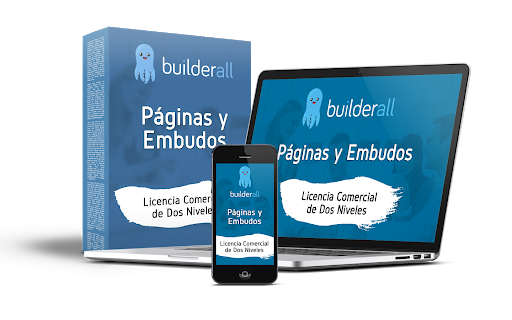 builderall
Páginas y
Embudos
Licencia Comercial
de Dos Niveles
builderall
Páginas y Embudos
Licencia Comercial
de Dos Niveles
builderall
Páginas y
Embudos
Licencia Comercial
de Dos Niveles